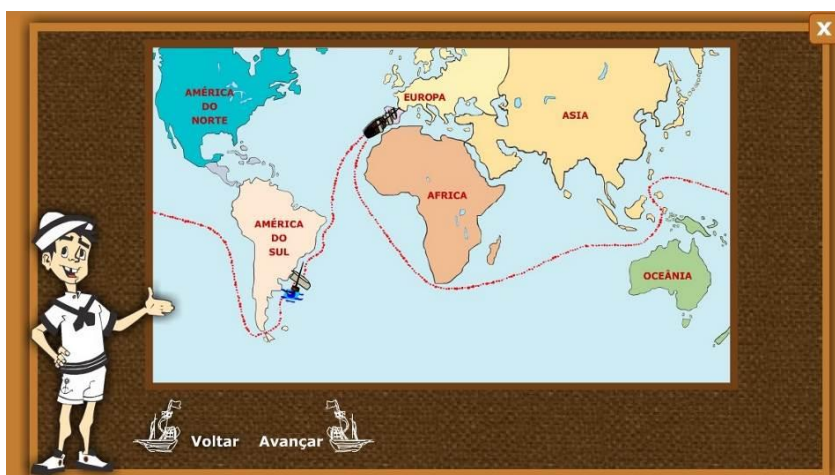 X
AMÉRICA
DO
NORTE
EUROPA
ASIA
AFRICA
AMÉRICA
DO
SUL
OCEÂNIA
Voltar Avançar